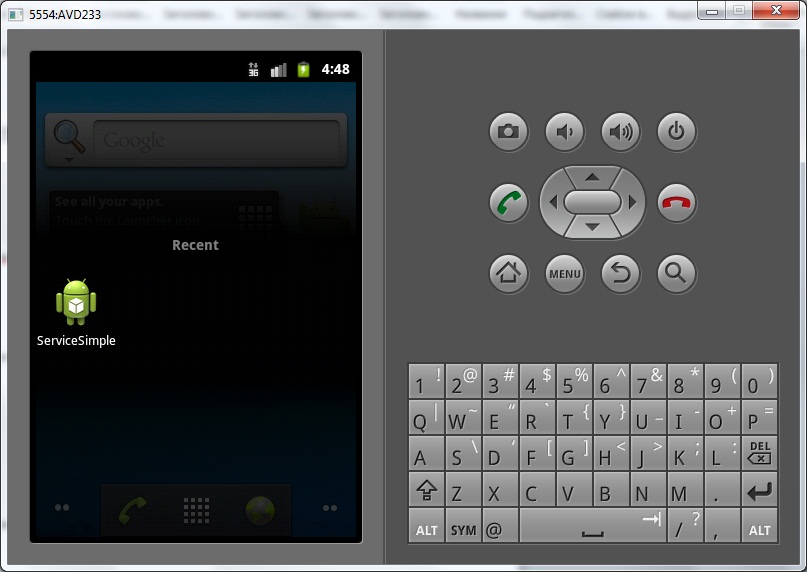 5554:AVD233
3G 4:48
Google
See all your apps.
Touch the Launcher icon.
Recent
ServiceSimple
MENU
1 ! 2 @ 3 # 4 $ 5 % 6 ^ 7 & 8 * 9 ( 0 )
Q | W ~ E “ R ` T { Y } U _ I - O + P =
A S \ D ‘ F [ G ] H < J > K ; L : DEL
Z X C V B N M .
ALT SYM @ / ? , ALT